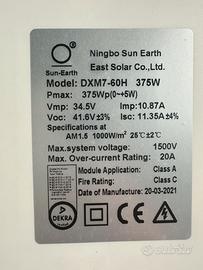 Ningbo Sun Earth
East Solar Co.,Ltd.
Sun-Earth
Model: DXM7-60H 375W
Pmax: 375Wp(0~+5W)
Vmp: 34.5V Imp:10.87A
Voc: 41.6V±3% Isc: 11.35A±4%
Specifications at
AM1.5 1000W/m² 25℃±2℃
Max.system voltage: 1500V
Max. Over-current Rating: 20A
Module Application: Class A
Fire Rating: Class C
Date of Manufacture: 20-03-2021
DEKRA
subito